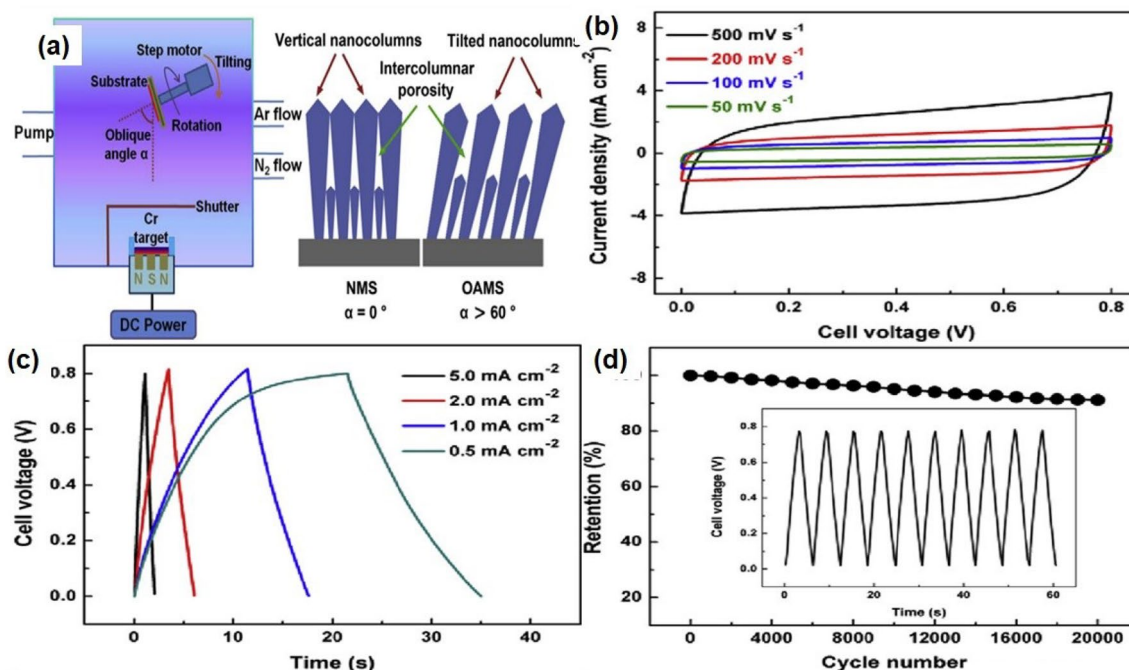 (a)
Step motor
Tilting
Substrate
Rotation
Oblique
angle α
Pump
Ar flow
N₂ flow
Shutter
Cr
target
N S N
DC Power
Vertical nanocolumns
Tilted nanocolumns
Intercolumnar
porosity
NMS
α = 0 °
OAMS
α > 60 °
(b)
500 mV s⁻¹
200 mV s⁻¹
100 mV s⁻¹
50 mV s⁻¹
Current density (mA cm⁻²)
8
4
0
-4
-8
0.0 0.2 0.4 0.6 0.8
Cell voltage (V)
(c)
5.0 mA cm⁻²
2.0 mA cm⁻²
1.0 mA cm⁻²
0.5 mA cm⁻²
Cell voltage (V)
0.8
0.6
0.4
0.2
0.0
0 10 20 30 40
Time (s)
(d)
Retention (%)
80
60
40
20
0 4000 8000 12000 16000 20000
Cycle number
Cell voltage (V)
0.8
0.6
0.4
0.2
0.0
0 20 40 60
Time (s)